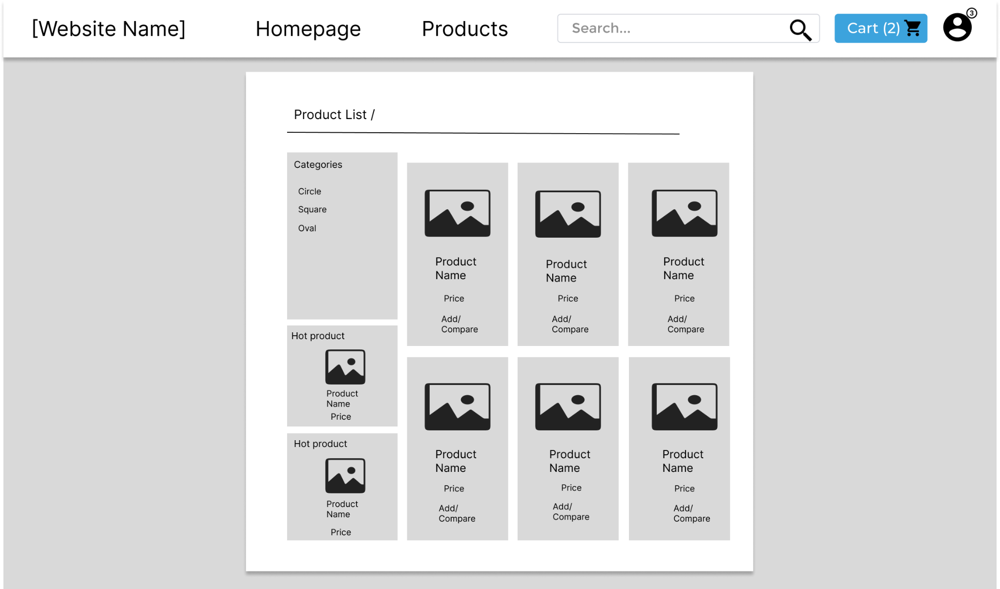 [Website Name]
Homepage
Products
Search...
Cart (2)
3
Product List /
Categories
Circle
Square
Oval
Hot product
Product
Name
Price
Hot product
Product
Name
Price
Product
Name
Price
Add/
Compare
Product
Name
Price
Add/
Compare
Product
Name
Price
Add/
Compare
Product
Name
Price
Add/
Compare
Product
Name
Price
Add/
Compare
Product
Name
Price
Add/
Compare